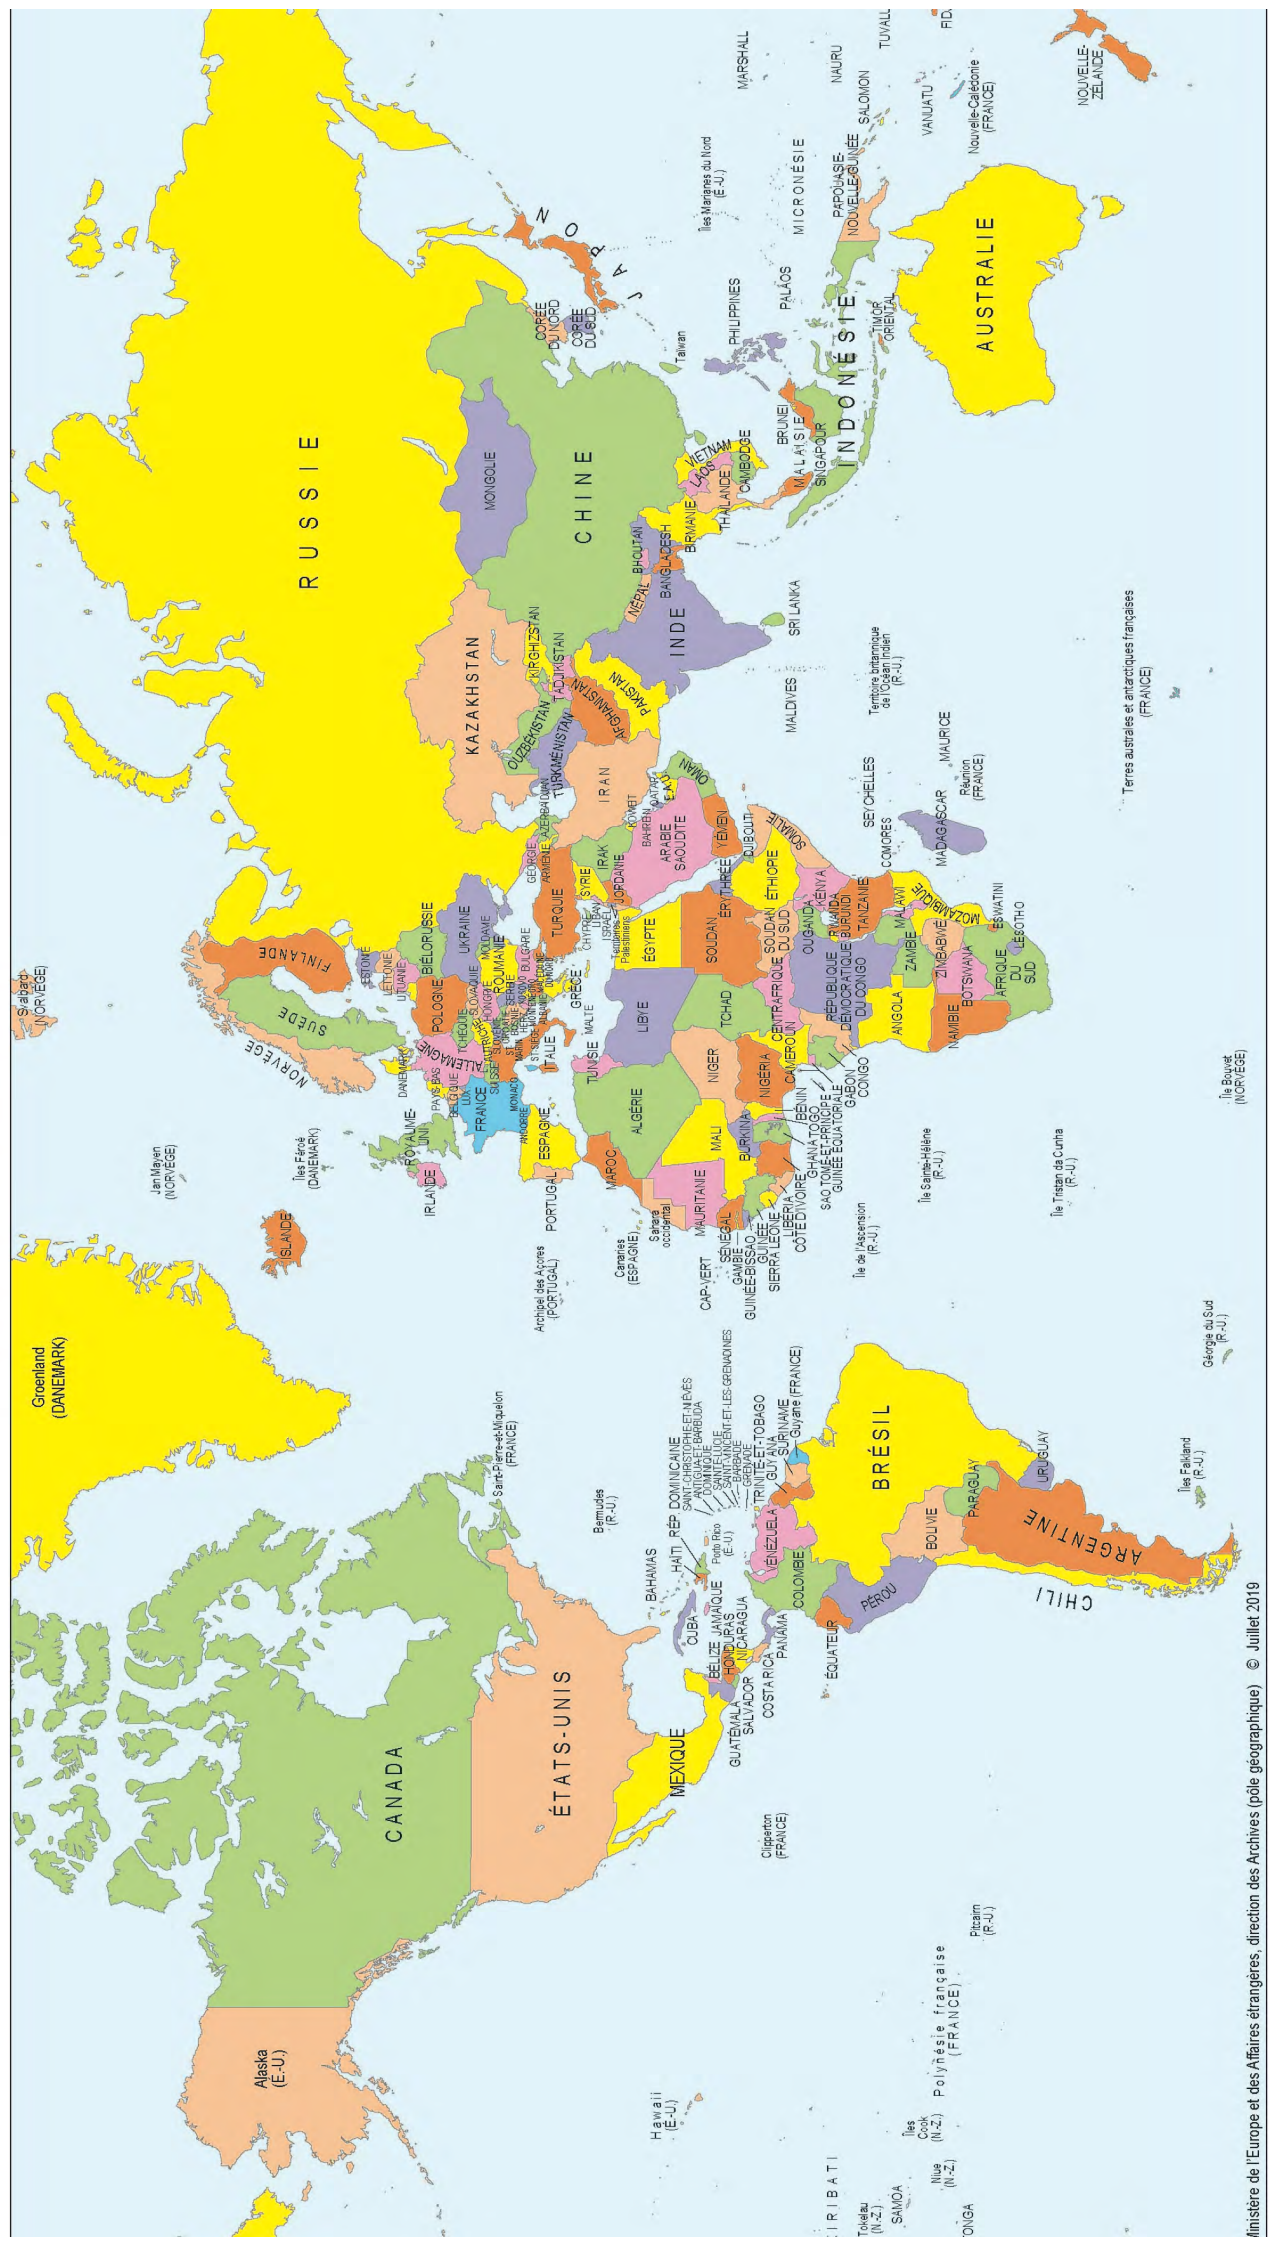 Groenland
(DANEMARK)
Alaska
(É.-U.)
CANADA
ÉTATS-UNIS
MEXIQUE
Saint-Pierre-et-Miquelon
(FRANCE)
Bermudes
(R.-U.)
BAHAMAS
CUBA
HAÏTI
RÉP. DOMINICAINE
SAINT-CHRISTOPHE-ET-NIÉVÈS
ANTIGUA-ET-BARBUDA
DOMINIQUE
SAINTE-LUCIE
SAINT-VINCENT-ET-LES-GRENADINES
BARBADE
GRENADE
Porto Rico
(É.-U.)
BÉLIZE
JAMAÏQUE
HONDURAS
NICARAGUA
GUATÉMALA
SALVADOR
COSTA RICA
PANAMA
TRINITÉ-ET-TOBAGO
GUYANA
SURINAME
Guyane (FRANCE)
VÉNÉZUELA
COLOMBIE
ÉQUATEUR
PÉROU
BRÉSIL
BOLIVIE
PARAGUAY
URUGUAY
ARGENTINE
CHILI
Îles Falkland
(R.-U.)
Géorgie du Sud
(R.-U.)
Clipperton
(FRANCE)
Pitcairn
(R.-U.)
Polynésie française
(FRANCE)
Hawaii
(É.-U.)
Îles
Cook
(N.-Z.)
Niue
(N.-Z.)
IRIBATI
Tokelau
(N.-Z.)
SAMOA
ONGA
Jan Mayen
(NORVÈGE)
Îles Féroé
(DANEMARK)
Svalbard
(NORVÈGE)
ISLANDE
NORVÈGE
SUÈDE
FINLANDE
ESTONIE
LETTONIE
LITUANIE
BIÉLORUSSIE
DANEMARK
ROYAUME-
UNI
IRLANDE
PAYS-BAS
BELGIQUE
LUX.
ALLEMAGNE
POLOGNE
TCHÉQUIE
SLOVAQUIE
UKRAINE
MOLDAVIE
FRANCE
SUISSE
AUTRICHE
HONGRIE
ROUMANIE
SLOVÉNIE
SERBIE
BULGARIE
MONACO
ANDORRE
ESPAGNE
PORTUGAL
ITALIE
GRÈCE
MALTE
CHYPRE
TURQUIE
GÉORGIE
ARMÉNIE
AZERBAÏDJAN
RUSSIE
KAZAKHSTAN
OUZBÉKISTAN
TURKMÉNISTAN
KIRGHIZSTAN
TADJIKISTAN
AFGHANISTAN
PAKISTAN
IRAN
IRAK
SYRIE
LIBAN
ISRAËL
Territoires
Palestiniens
JORDANIE
KOWEÏT
BAHREÏN
QATAR
E.A.U.
ARABIE
SAOUDITE
OMAN
YÉMEN
MONGOLIE
CHINE
CORÉE
DU NORD
CORÉE
DU SUD
JAPON
Taïwan
NÉPAL
BHOUTAN
BANGLADESH
INDE
SRI LANKA
MALDIVES
BIRMANIE
LAOS
VIETNAM
THAÏLANDE
CAMBODGE
PHILIPPINES
BRUNEI
MALAISIE
SINGAPOUR
INDONÉSIE
TIMOR
ORIENTAL
PALAOS
MICRONÉSIE
Îles Mariannes du Nord
(É.-U.)
MARSHALL
NAURU
TUVALU
FID
PAPOUASIE-
NOUVELLE-GUINÉE
SALOMON
VANUATU
Nouvelle-Calédonie
(FRANCE)
AUSTRALIE
NOUVELLE-
ZÉLANDE
Archipel des Açores
(PORTUGAL)
Canaries
(ESPAGNE)
MAROC
Sahara
occidental
ALGÉRIE
TUNISIE
LIBYE
ÉGYPTE
MAURITANIE
MALI
NIGER
TCHAD
SOUDAN
ÉRYTHRÉE
DJIBOUTI
CAP-VERT
SÉNÉGAL
GAMBIE
GUINÉE-BISSAO
GUINÉE
SIERRA LEONE
LIBERIA
CÔTE D'IVOIRE
BURKINA
GHANA
TOGO
BÉNIN
NIGÉRIA
SAO TOMÉ-ET-PRINCIPE
GUINÉE ÉQUATORIALE
GABON
CONGO
CAMEROUN
CENTRAFRIQUE
SOUDAN
DU SUD
ÉTHIOPIE
SOMALIE
OUGANDA
KENYA
RWANDA
BURUNDI
RÉPUBLIQUE
DÉMOCRATIQUE
DU CONGO
TANZANIE
ANGOLA
ZAMBIE
MALAWI
MOZAMBIQUE
ZIMBABWE
NAMIBIE
BOTSWANA
AFRIQUE
DU
SUD
ESWATINI
LÉSOTHO
SEYCHELLES
COMORES
MADAGASCAR
MAURICE
Réunion
(FRANCE)
Territoire britannique
de l'Océan Indien
(R.-U.)
Terres australes et antarctiques françaises
(FRANCE)
Île de l'Ascension
(R.-U.)
Île Sainte-Hélène
(R.-U.)
Île Tristan da Cunha
(R.-U.)
Île Bouvet
(NORVÈGE)
Ministère de l'Europe et des Affaires étrangères, direction des Archives (pôle géographique) © Juillet 2019